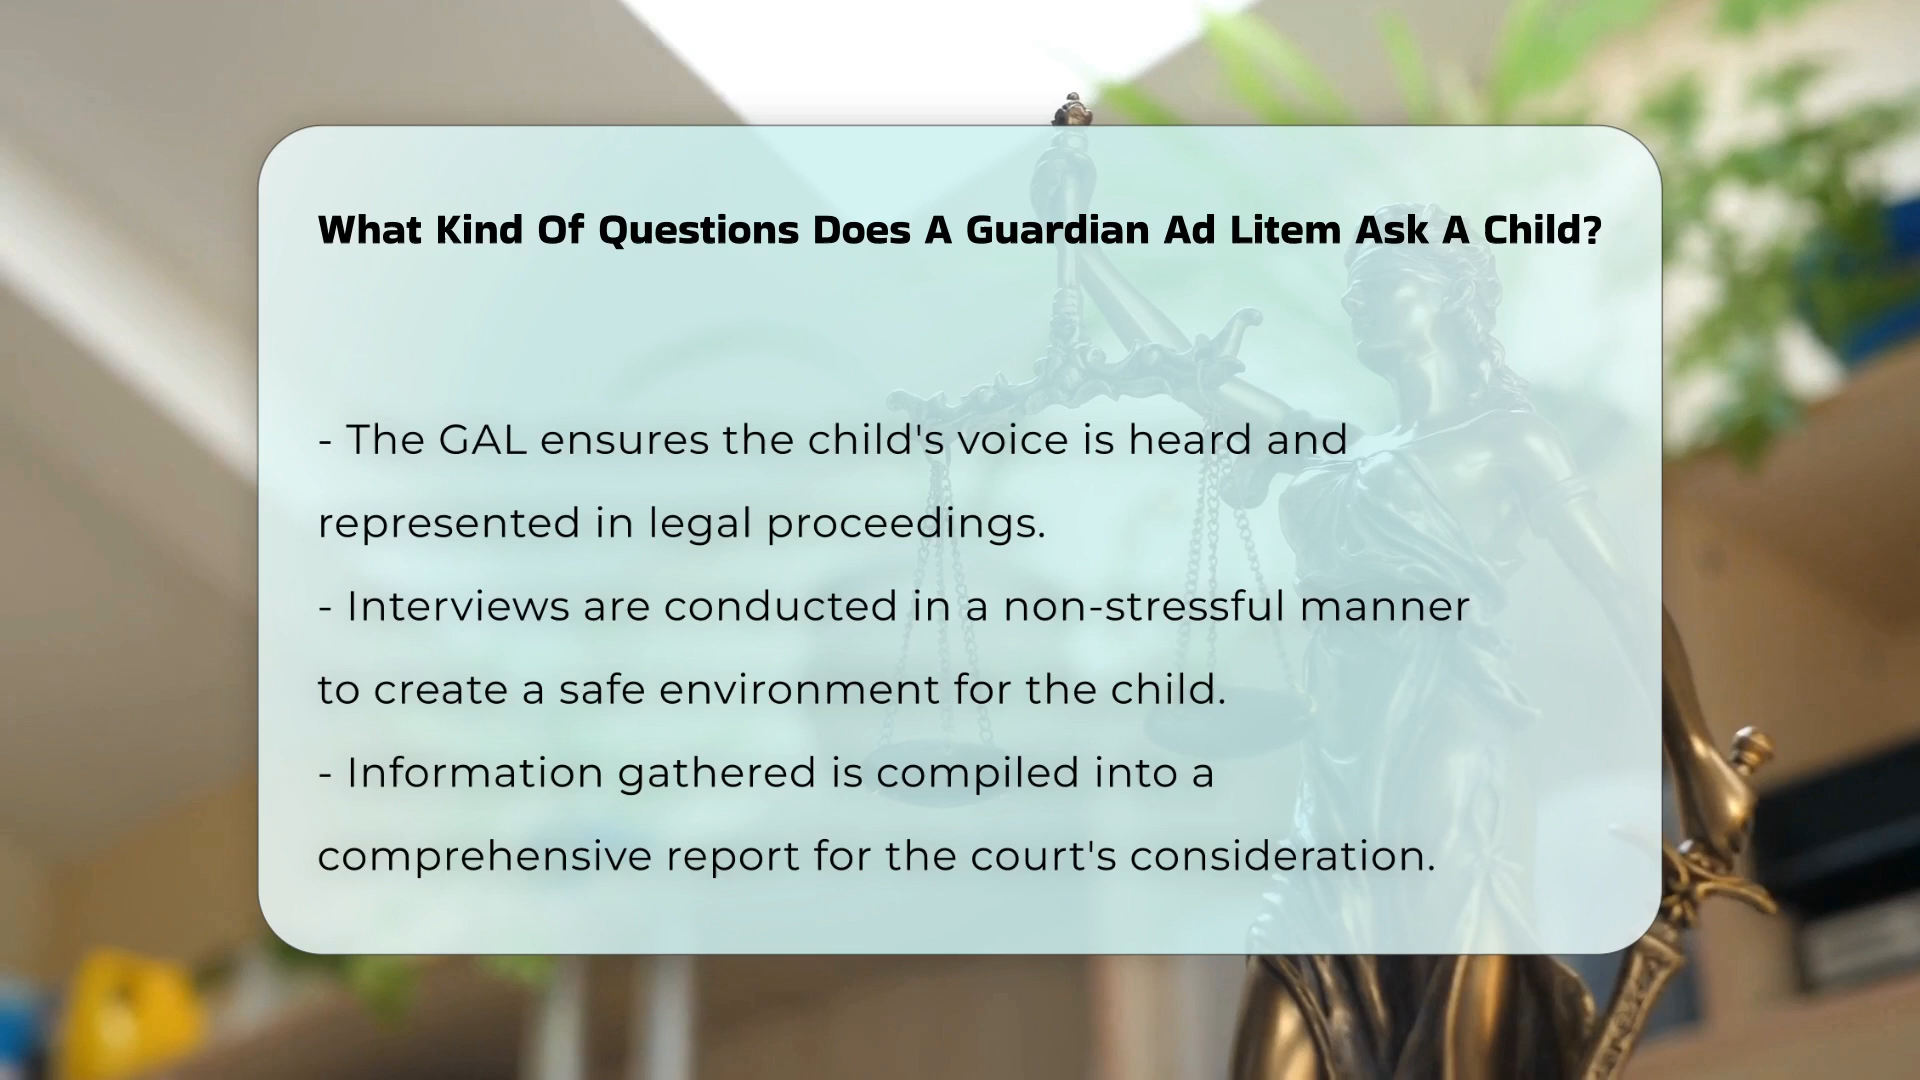 What Kind Of Questions Does A Guardian Ad Litem Ask A Child?
- The GAL ensures the child's voice is heard and
represented in legal proceedings.
- Interviews are conducted in a non-stressful manner
to create a safe environment for the child.
- Information gathered is compiled into a
comprehensive report for the court's consideration.